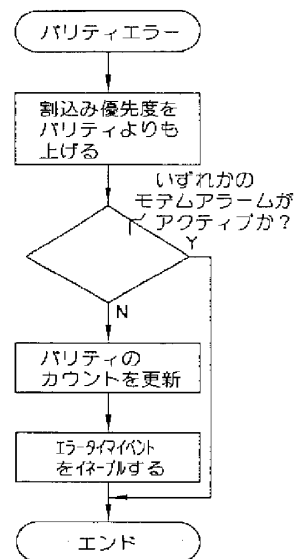 パリティエラー
割込み優先度を
パリティよりも
上げる
いずれかの
モデムアラームが
アクティブか?
Y
N
パリティの
カウントを更新
エラータイマイベント
をイネーブルする
エンド